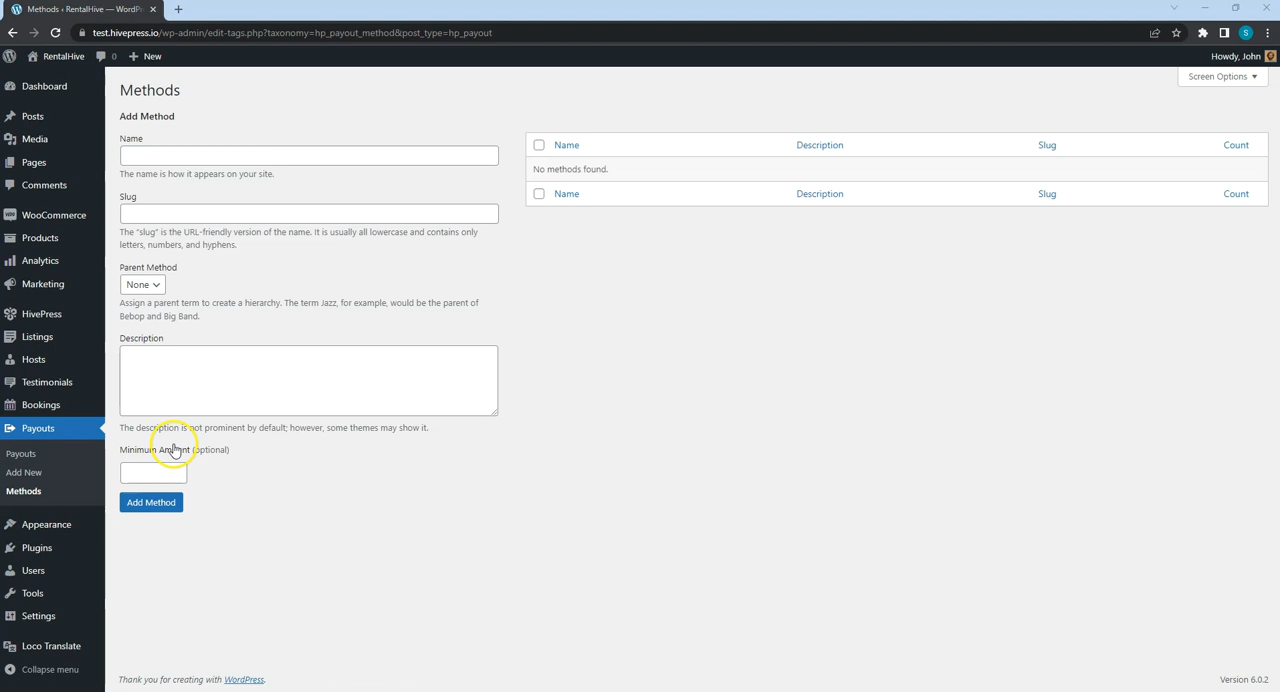 Methods ‹ RentalHive — WordPr
test.hivepress.io/wp-admin/edit-tags.php?taxonomy=hp_payout_method&post_type=hp_payout
S
RentalHive
0
New
Howdy, John
Dashboard
Posts
Media
Pages
Comments
WooCommerce
Products
Analytics
Marketing
HivePress
Listings
Hosts
Testimonials
Bookings
Payouts
Payouts
Add New
Methods
Appearance
Plugins
Users
Tools
Settings
Loco Translate
Collapse menu
Screen Options
Methods
Add Method
Name
The name is how it appears on your site.
Slug
The "slug" is the URL-friendly version of the name. It is usually all lowercase and contains only
letters, numbers, and hyphens.
Parent Method
None
Assign a parent term to create a hierarchy. The term Jazz, for example, would be the parent of
Bebop and Big Band.
Description
The description is not prominent by default; however, some themes may show it.
Minimum Amount (optional)
Add Method
Name Description Slug Count
No methods found.
Name Description Slug Count
Thank you for creating with WordPress.
Version 6.0.2